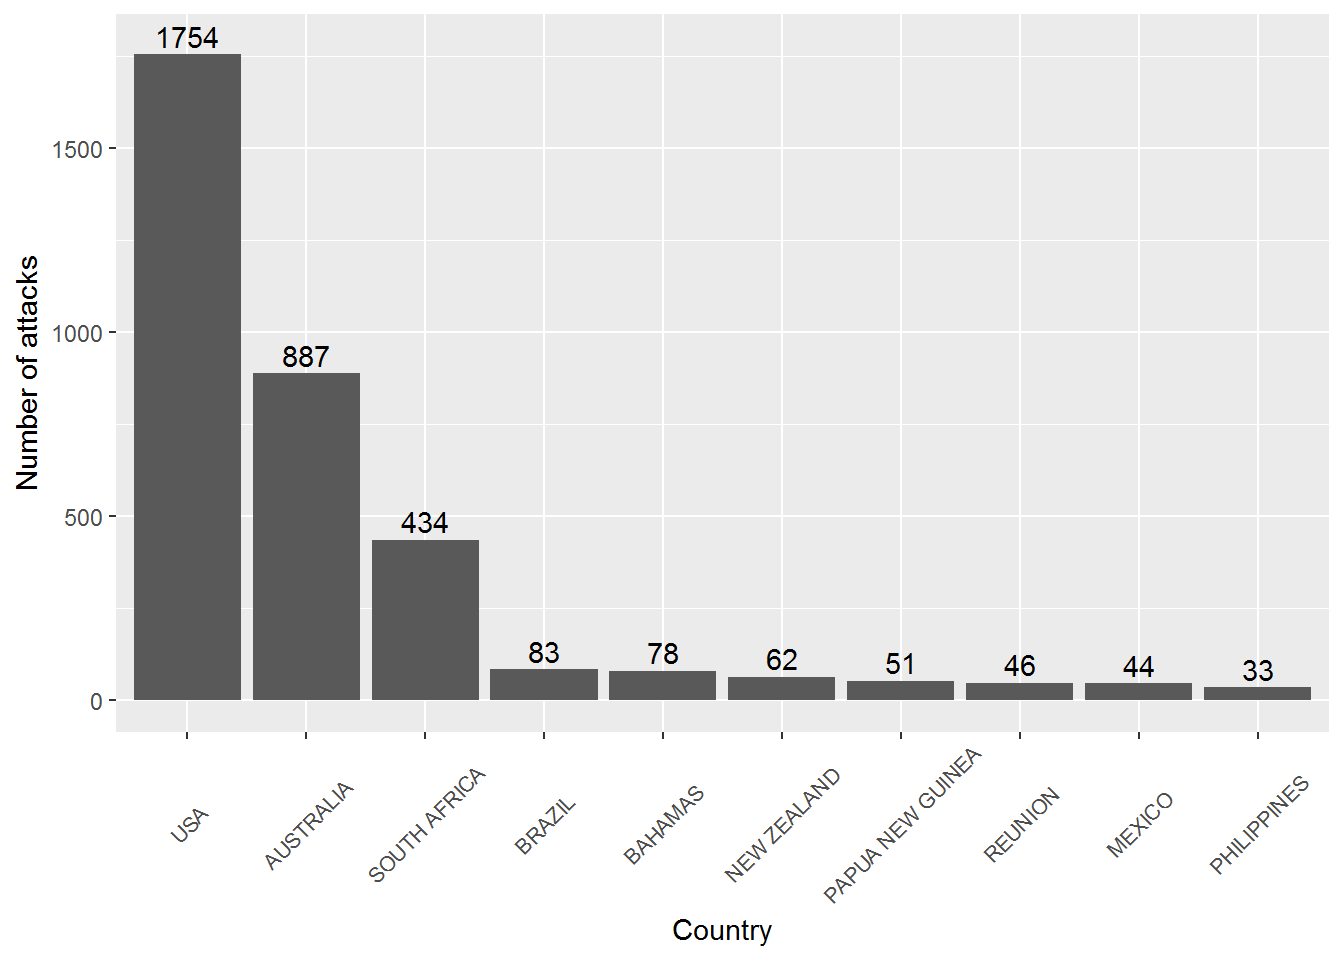 1754
887
434
83
78
62
51
46
44
33
1500
1000
500
0
Number of attacks
USA
AUSTRALIA
SOUTH AFRICA
BRAZIL
BAHAMAS
NEW ZEALAND
PAPUA NEW GUINEA
REUNION
MEXICO
PHILIPPINES
Country